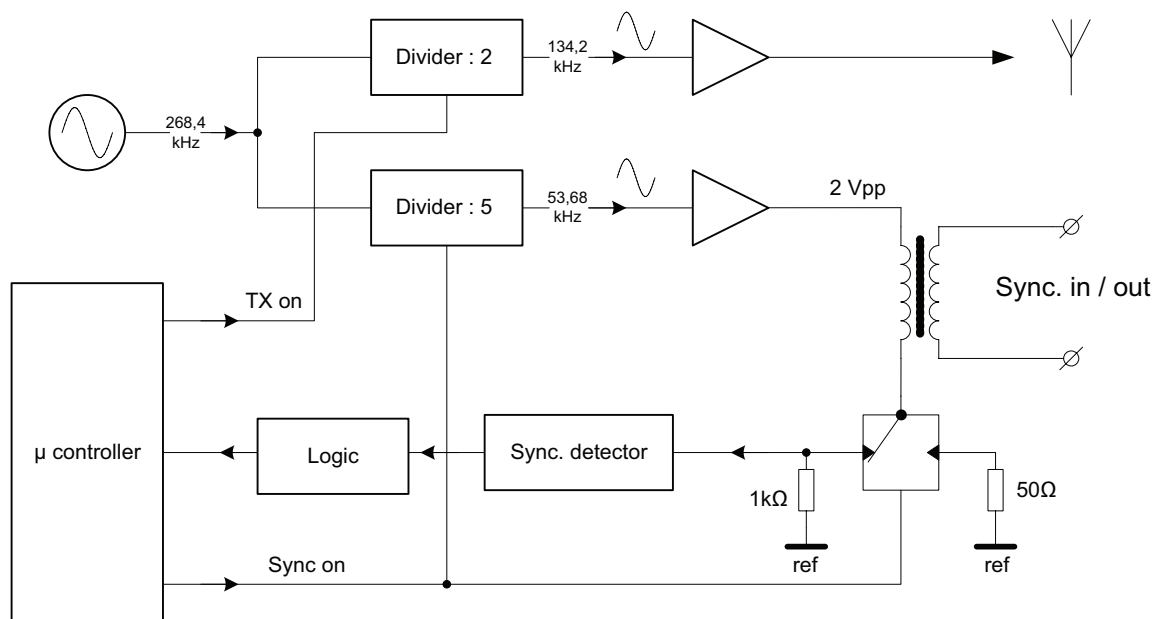 Divider : 2
134,2
kHz
268,4
kHz
Divider : 5
53,68
kHz
2 Vpp
Sync. in / out
TX on
µ controller
Logic
Sync. detector
1kΩ
50Ω
ref
ref
Sync on